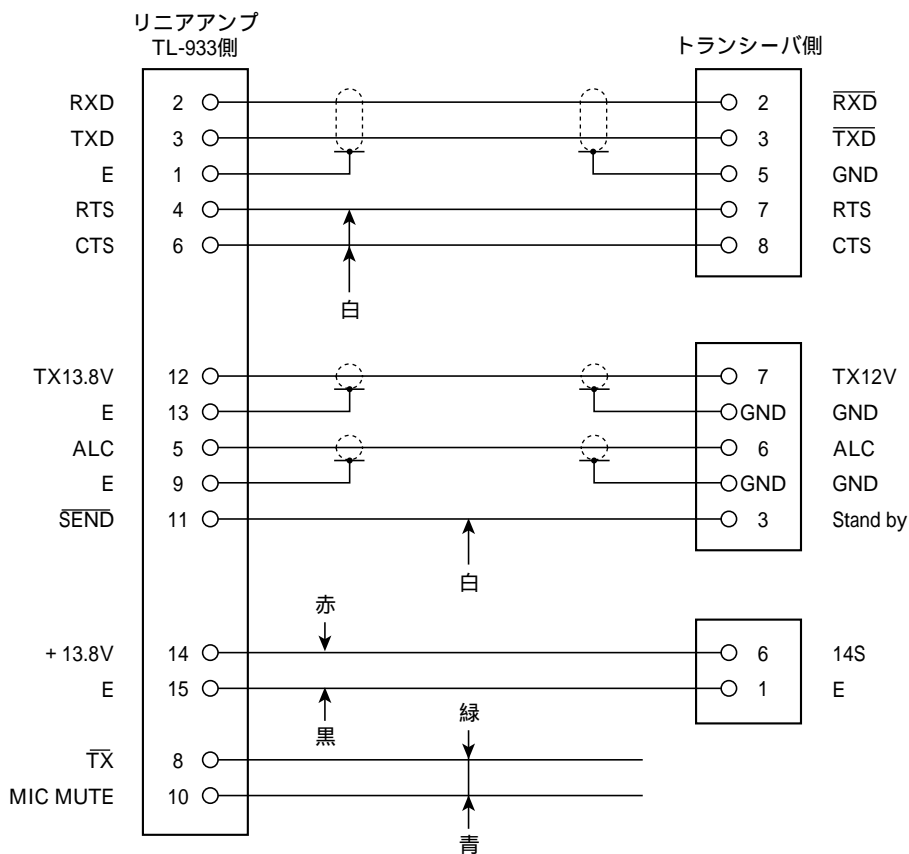 リニアアンプ
TL-933側
トランシーバ側
RXD 2 2 RXD
TXD 3 3 TXD
E 1 5 GND
RTS 4 7 RTS
CTS 6 8 CTS
白
TX13.8V 12 7 TX12V
E 13 GND GND
ALC 5 6 ALC
E 9 GND GND
SEND 11 3 Stand by
白
赤
+13.8V 14 6 14S
E 15 1 E
黒
緑
TX 8
MIC MUTE 10
青